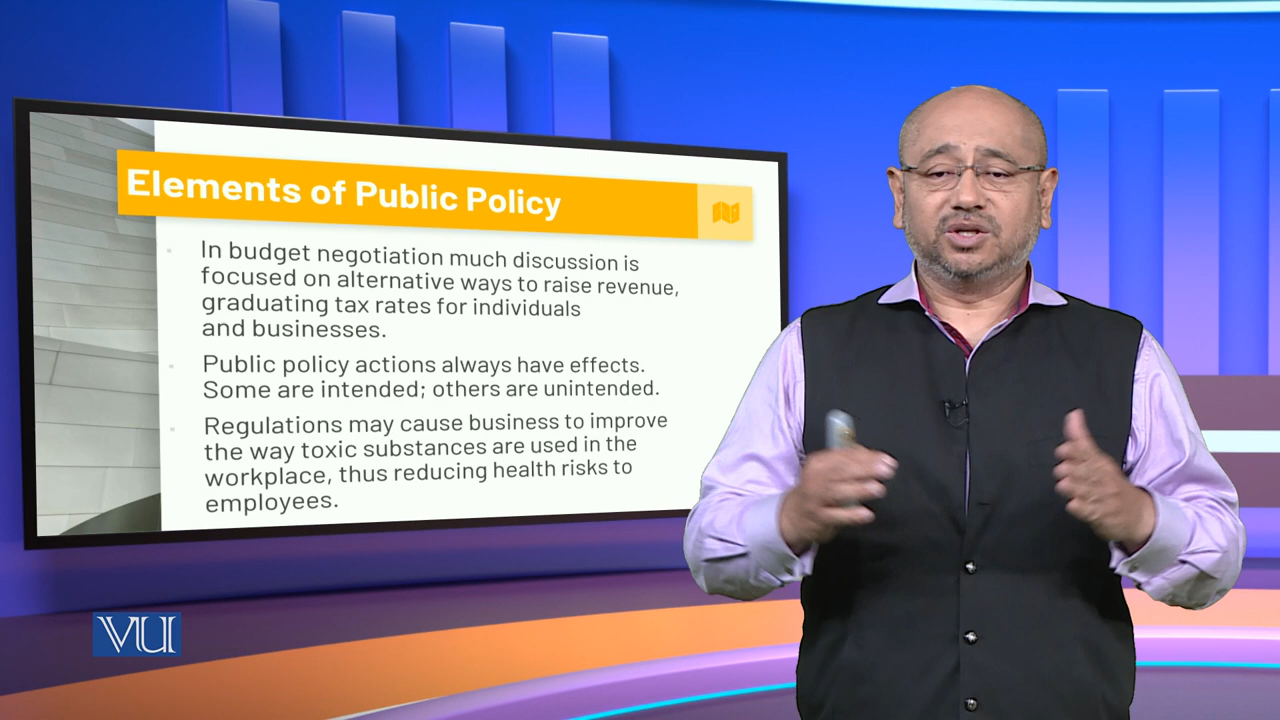 Elements of Public Policy
In budget negotiation much discussion is
focused on alternative ways to raise revenue,
graduating tax rates for individuals
and businesses.
Public policy actions always have effects.
Some are intended; others are unintended.
Regulations may cause business to improve
the way toxic substances are used in the
workplace, thus reducing health risks to
employees.
VU